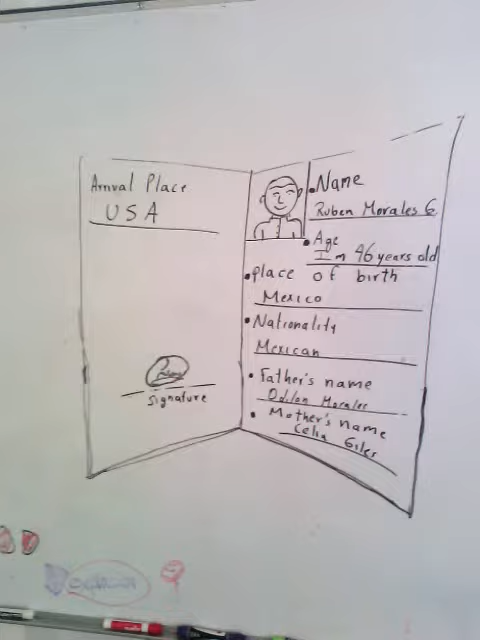 Arrival Place
USA
Signature
Name
Ruben Morales G
Age
I'm 46 years old
place of birth
Mexico
Nationality
Mexican
Father's name
Odilon Morales
Mother's name
Celia Giles